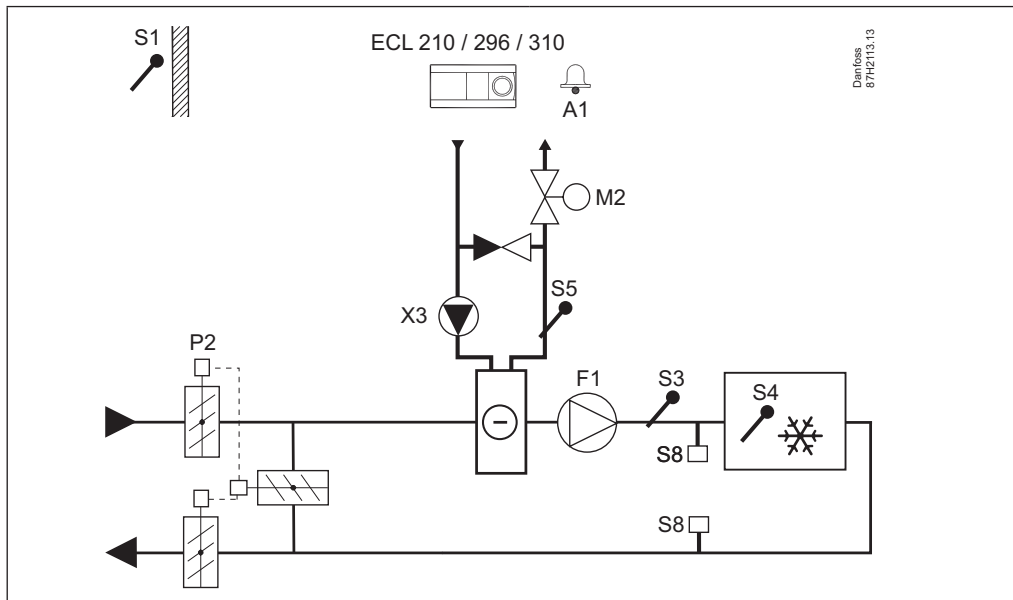 S1
ECL 210 / 296 / 310
A1
Danfoss
87H2113.13
M2
S5
X3
P2
F1
S3
S4
S8
S8